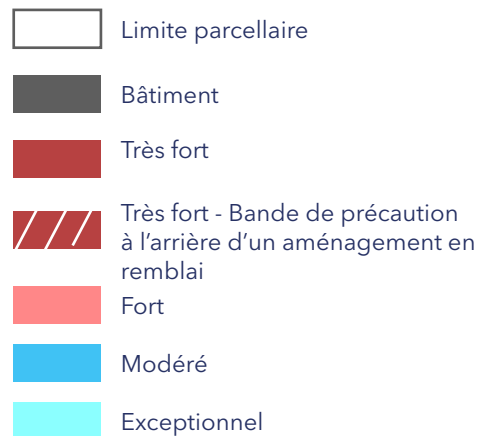 Limite parcellaire
Bâtiment
Très fort
Très fort - Bande de précaution
à l’arrière d’un aménagement en
remblai
Fort
Modéré
Exceptionnel